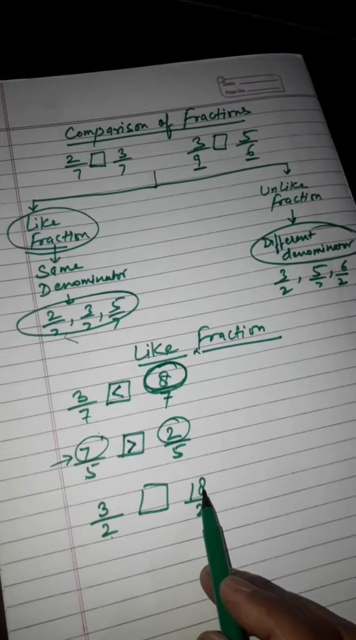 Date:
Page No.
Comparison of Fractions
2/7 □ 3/7   3/9 □ 5/6
Like Fraction
Same Denominator
2/7, 3/7, 5/7
UnLike fraction
Different denominator
3/2, 5/7, 6/2
Like Fraction
3/7 < 8/7
→ 7/5 > 2/5
3/2 □ 18/2